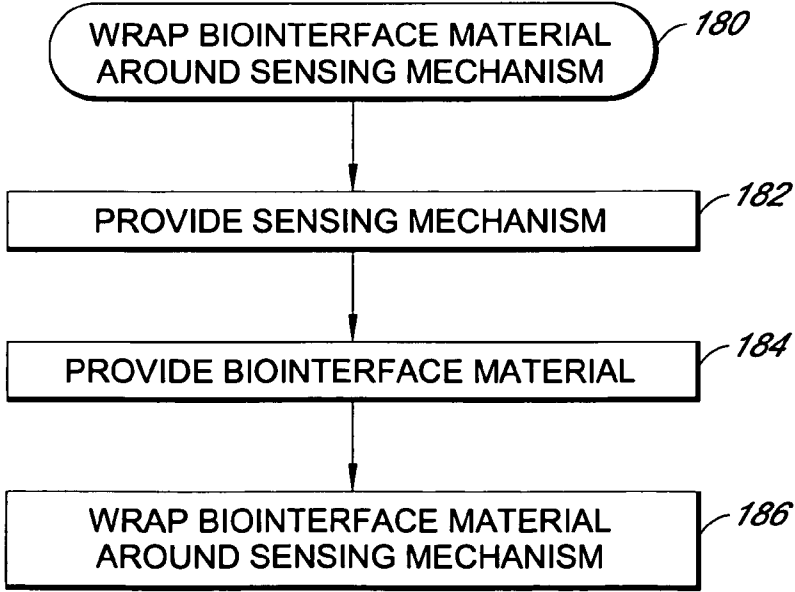 WRAP BIOINTERFACE MATERIAL
AROUND SENSING MECHANISM
180
PROVIDE SENSING MECHANISM
182
PROVIDE BIOINTERFACE MATERIAL
184
WRAP BIOINTERFACE MATERIAL
AROUND SENSING MECHANISM
186